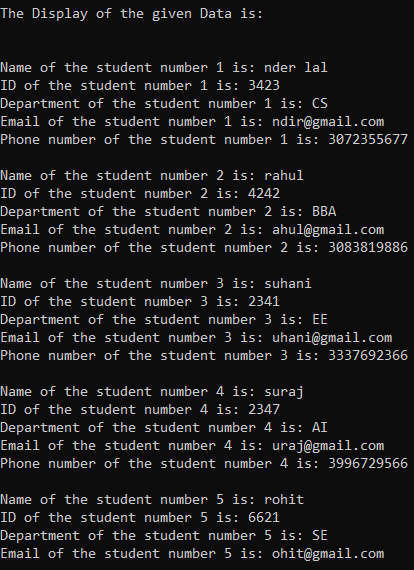 The Display of the given Data is:
Name of the student number 1 is: nder lal
ID of the student number 1 is: 3423
Department of the student number 1 is: CS
Email of the student number 1 is: ndir@gmail.com
Phone number of the student number 1 is: 3072355677
Name of the student number 2 is: rahul
ID of the student number 2 is: 4242
Department of the student number 2 is: BBA
Email of the student number 2 is: ahul@gmail.com
Phone number of the student number 2 is: 3083819886
Name of the student number 3 is: suhani
ID of the student number 3 is: 2341
Department of the student number 3 is: EE
Email of the student number 3 is: uhani@gmail.com
Phone number of the student number 3 is: 3337692366
Name of the student number 4 is: suraj
ID of the student number 4 is: 2347
Department of the student number 4 is: AI
Email of the student number 4 is: uraj@gmail.com
Phone number of the student number 4 is: 3996729566
Name of the student number 5 is: rohit
ID of the student number 5 is: 6621
Department of the student number 5 is: SE
Email of the student number 5 is: ohit@gmail.com